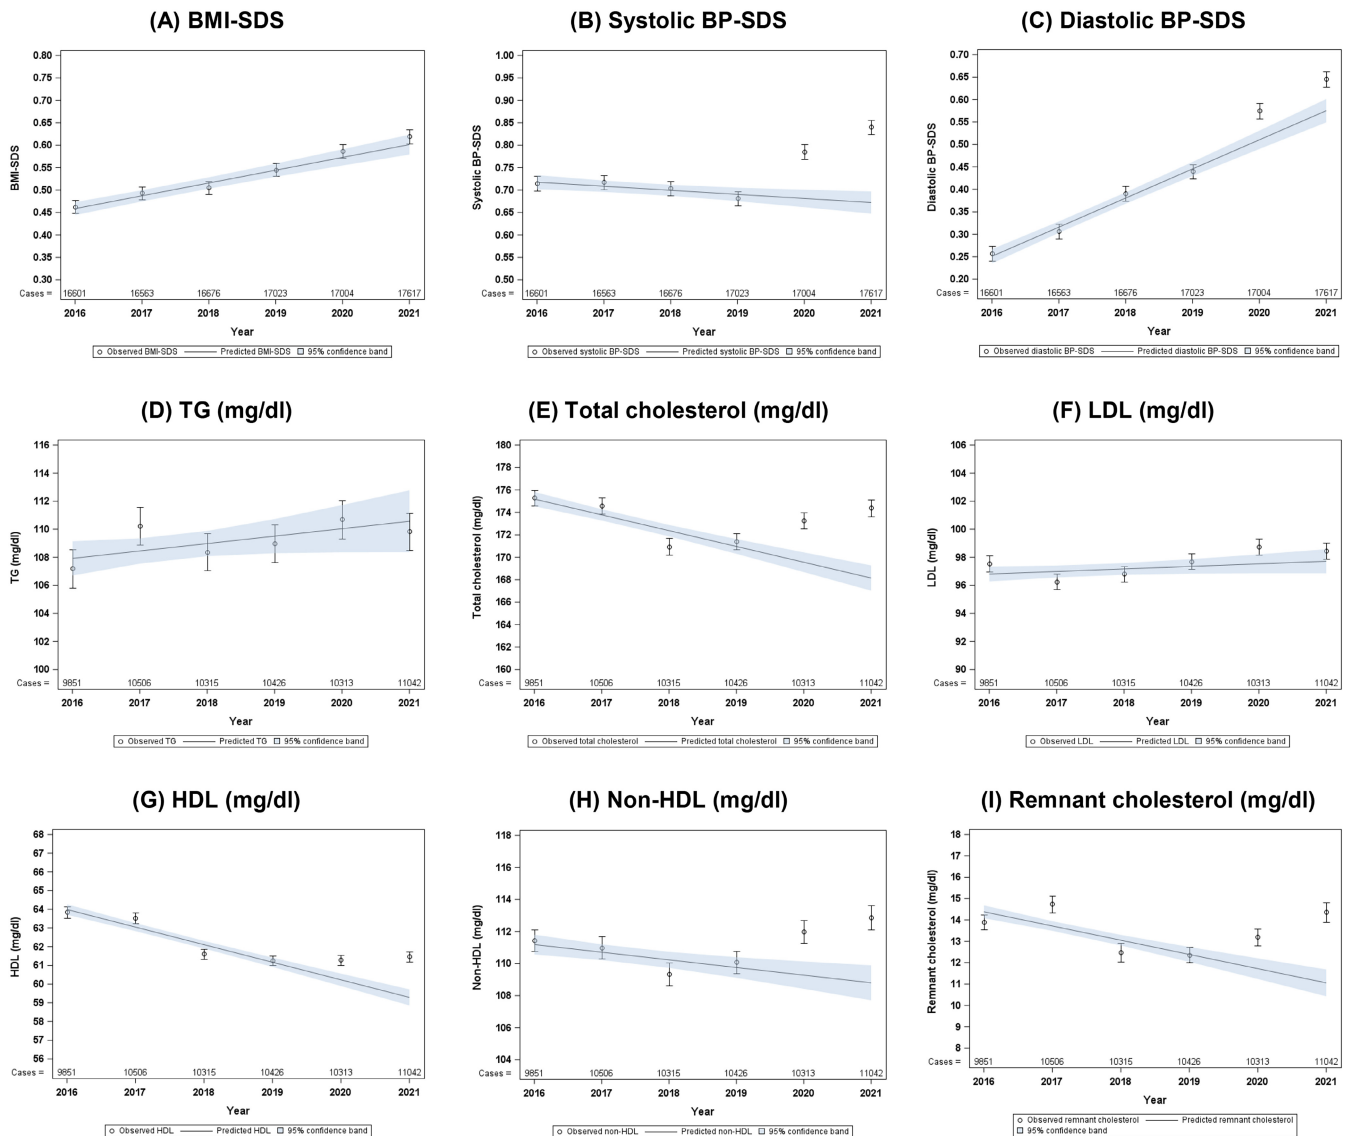 (A) BMI-SDS
BMI-SDS
0.80
0.75
0.70
0.65
0.60
0.55
0.50
0.45
0.40
0.35
0.30
Cases = 16601 16563 16676 17023 17004 17617
2016 2017 2018 2019 2020 2021
Year
Observed BMI-SDS Predicted BMI-SDS 95% confidence band
(B) Systolic BP-SDS
Systolic BP-SDS
1.00
0.95
0.90
0.85
0.80
0.75
0.70
0.65
0.60
0.55
0.50
Cases = 16601 16563 16676 17023 17004 17617
2016 2017 2018 2019 2020 2021
Year
Observed systolic BP-SDS Predicted systolic BP-SDS 95% confidence band
(C) Diastolic BP-SDS
Diastolic BP-SDS
0.70
0.65
0.60
0.55
0.50
0.45
0.40
0.35
0.30
0.25
0.20
Cases = 16601 16563 16676 17023 17004 17617
2016 2017 2018 2019 2020 2021
Year
Observed diastolic BP-SDS Predicted diastolic BP-SDS 95% confidence band
(D) TG (mg/dl)
TG (mg/dl)
116
114
112
110
108
106
104
102
100
Cases = 9851 10506 10315 10426 10313 11042
2016 2017 2018 2019 2020 2021
Year
Observed TG Predicted TG 95% confidence band
(E) Total cholesterol (mg/dl)
Total cholesterol (mg/dl)
180
178
176
174
172
170
168
166
164
162
160
Cases = 9851 10506 10315 10426 10313 11042
2016 2017 2018 2019 2020 2021
Year
Observed total cholesterol Predicted total cholesterol 95% confidence band
(F) LDL (mg/dl)
LDL (mg/dl)
106
104
102
100
98
96
94
92
90
Cases = 9851 10506 10315 10426 10313 11042
2016 2017 2018 2019 2020 2021
Year
Observed LDL Predicted LDL 95% confidence band
(G) HDL (mg/dl)
HDL (mg/dl)
68
67
66
65
64
63
62
61
60
59
58
57
56
Cases = 9851 10506 10315 10426 10313 11042
2016 2017 2018 2019 2020 2021
Year
Observed HDL Predicted HDL 95% confidence band
(H) Non-HDL (mg/dl)
Non-HDL (mg/dl)
118
116
114
112
110
108
106
104
Cases = 9851 10506 10315 10426 10313 11042
2016 2017 2018 2019 2020 2021
Year
Observed non-HDL Predicted non-HDL 95% confidence band
(I) Remnant cholesterol (mg/dl)
Remnant cholesterol (mg/dl)
18
17
16
15
14
13
12
11
10
9
8
Cases = 9851 10506 10315 10426 10313 11042
2016 2017 2018 2019 2020 2021
Year
Observed remnant cholesterol Predicted remnant cholesterol
95% confidence band